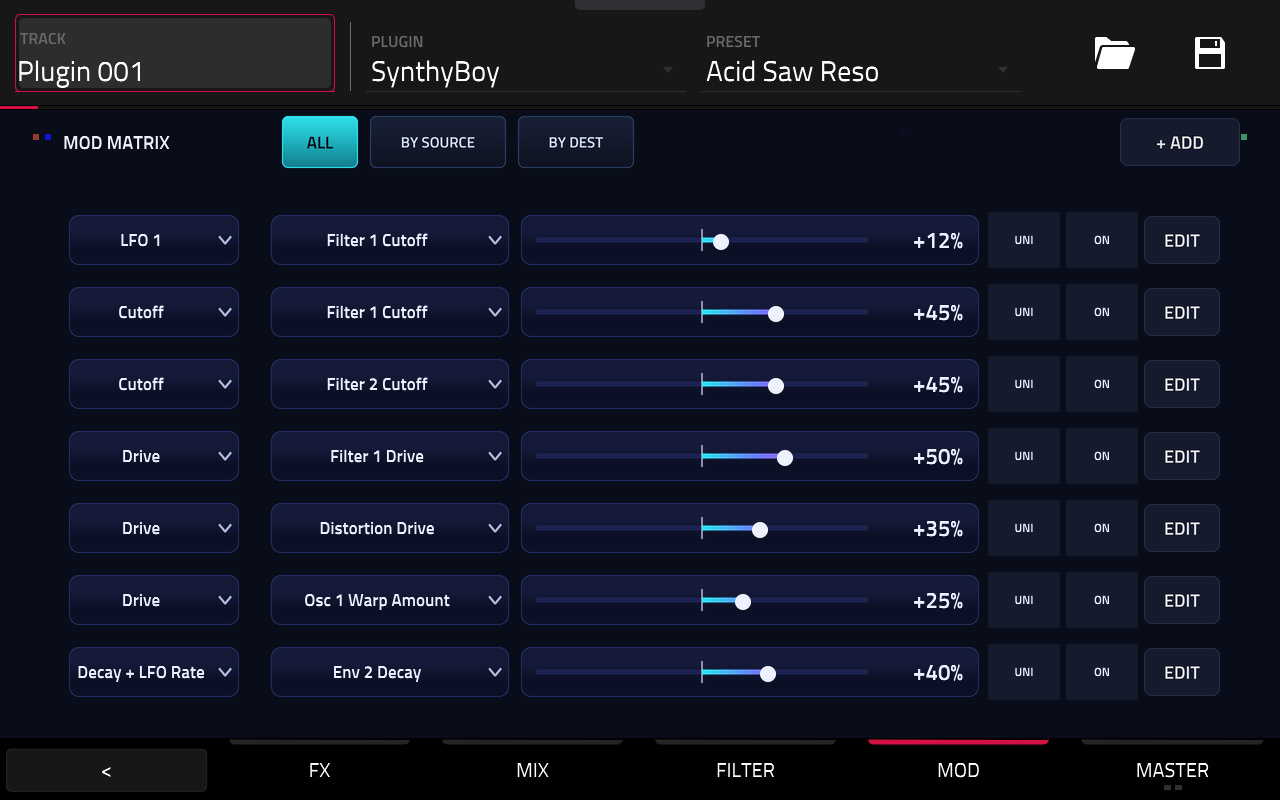 TRACK
Plugin 001
PLUGIN
SynthyBoy
PRESET
Acid Saw Reso
MOD MATRIX
ALL
BY SOURCE
BY DEST
+ ADD
LFO 1 Filter 1 Cutoff +12% UNI ON EDIT
Cutoff Filter 1 Cutoff +45% UNI ON EDIT
Cutoff Filter 2 Cutoff +45% UNI ON EDIT
Drive Filter 1 Drive +50% UNI ON EDIT
Drive Distortion Drive +35% UNI ON EDIT
Drive Osc 1 Warp Amount +25% UNI ON EDIT
Decay + LFO Rate Env 2 Decay +40% UNI ON EDIT
< FX MIX FILTER MOD MASTER